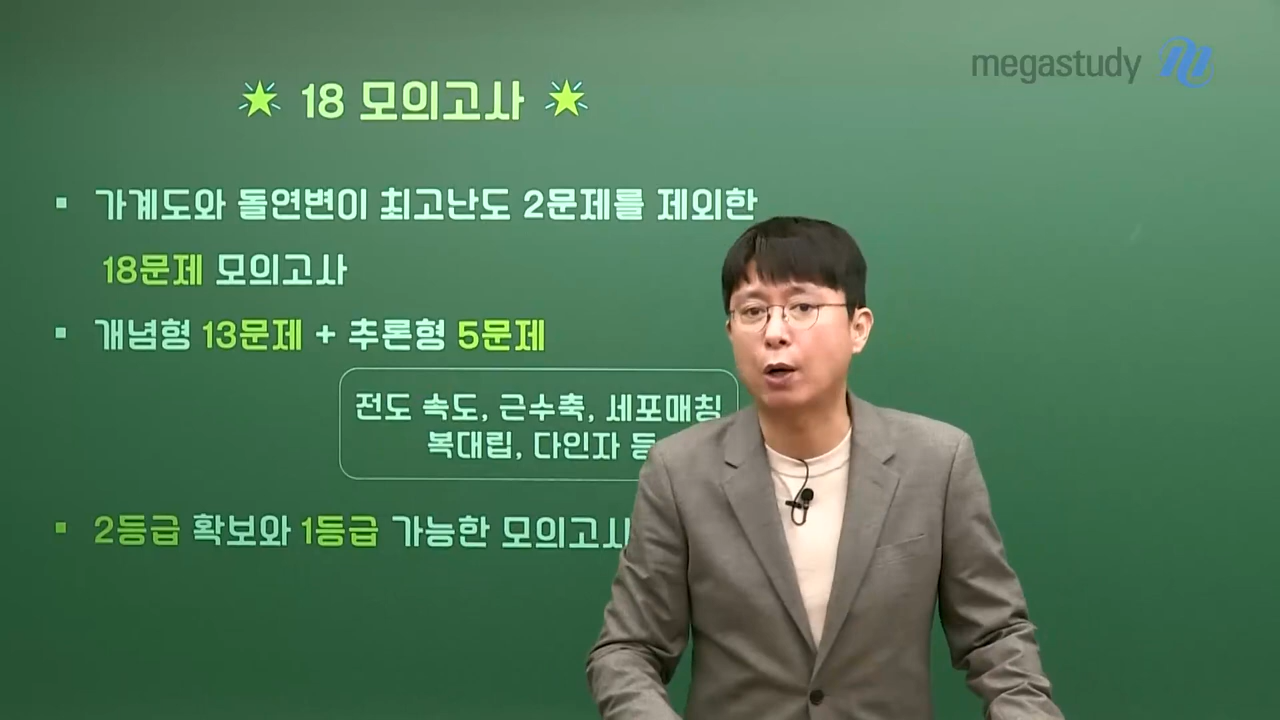 megastudy
18 모의고사
가계도와 돌연변이 최고난도 2문제를 제외한
18문제 모의고사
개념형 13문제 + 추론형 5문제
전도 속도, 근수축, 세포매칭
복대립, 다인자 등
2등급 확보와 1등급 가능한 모의고사